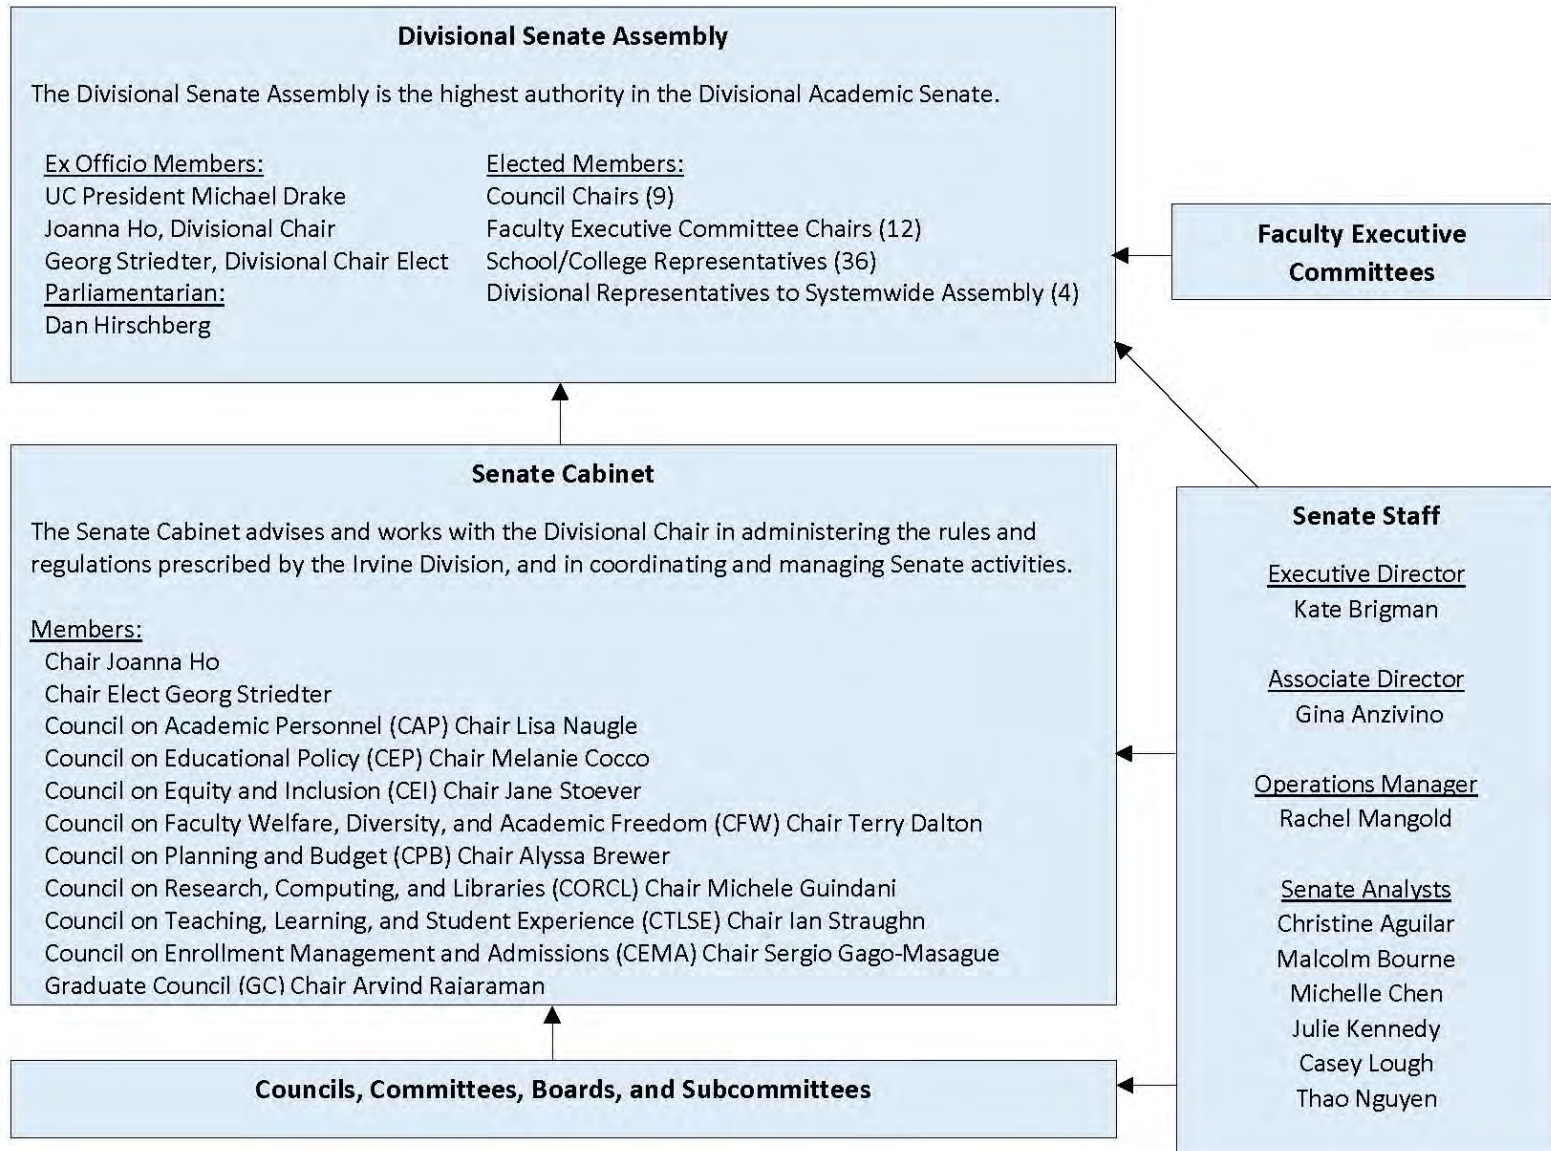 Divisional Senate Assembly
The Divisional Senate Assembly is the highest authority in the Divisional Academic Senate.
Ex Officio Members:
UC President Michael Drake
Joanna Ho, Divisional Chair
Georg Striedter, Divisional Chair Elect
Parliamentarian:
Dan Hirschberg
Elected Members:
Council Chairs (9)
Faculty Executive Committee Chairs (12)
School/College Representatives (36)
Divisional Representatives to Systemwide Assembly (4)
Faculty Executive
Committees
Senate Cabinet
The Senate Cabinet advises and works with the Divisional Chair in administering the rules and
regulations prescribed by the Irvine Division, and in coordinating and managing Senate activities.
Members:
Chair Joanna Ho
Chair Elect Georg Striedter
Council on Academic Personnel (CAP) Chair Lisa Naugle
Council on Educational Policy (CEP) Chair Melanie Cocco
Council on Equity and Inclusion (CEI) Chair Jane Stoever
Council on Faculty Welfare, Diversity, and Academic Freedom (CFW) Chair Terry Dalton
Council on Planning and Budget (CPB) Chair Alyssa Brewer
Council on Research, Computing, and Libraries (CORCL) Chair Michele Guindani
Council on Teaching, Learning, and Student Experience (CTLSE) Chair Ian Straughn
Council on Enrollment Management and Admissions (CEMA) Chair Sergio Gago-Masague
Graduate Council (GC) Chair Arvind Rajaraman
Senate Staff
Executive Director
Kate Brigman
Associate Director
Gina Anzivino
Operations Manager
Rachel Mangold
Senate Analysts
Christine Aguilar
Malcolm Bourne
Michelle Chen
Julie Kennedy
Casey Lough
Thao Nguyen
Councils, Committees, Boards, and Subcommittees